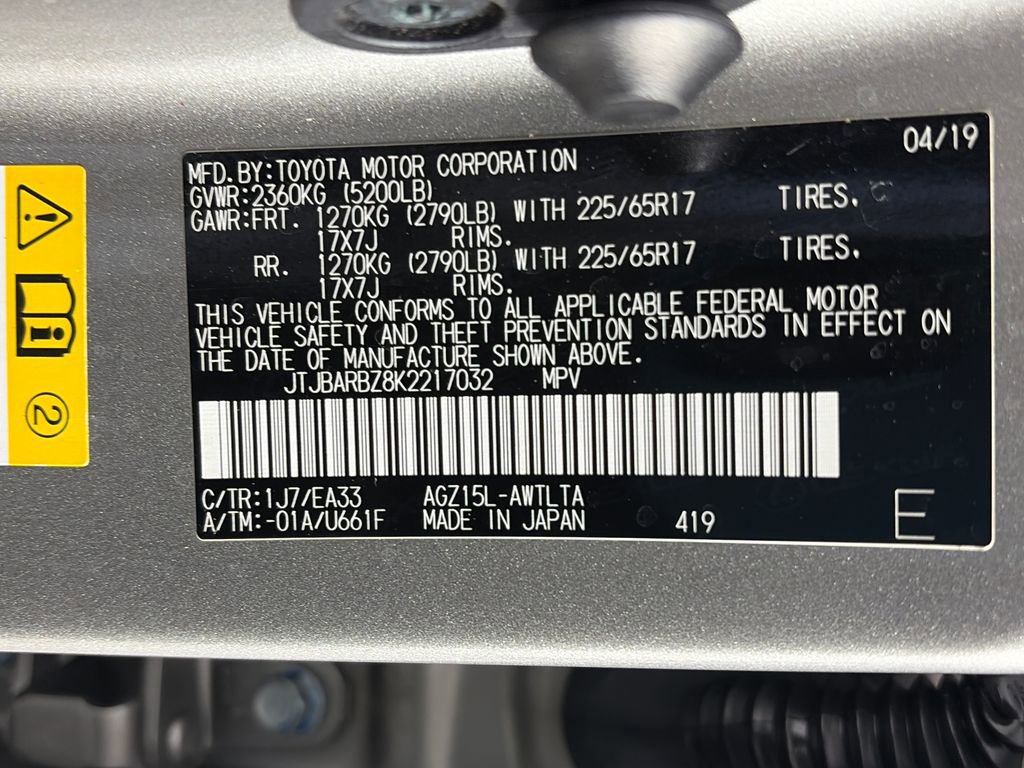 04/19
MFD.BY:TOYOTA MOTOR CORPORATION
GVWR:2360KG (5200LB)
GAWR:FRT. 1270KG (2790LB) WITH 225/65R17 TIRES.
17X7J RIMS.
RR. 1270KG (2790LB) WITH 225/65R17 TIRES.
17X7J RIMS.
THIS VEHICLE CONFORMS TO ALL APPLICABLE FEDERAL MOTOR
VEHICLE SAFETY AND THEFT PREVENTION STANDARDS IN EFFECT ON
THE DATE OF MANUFACTURE SHOWN ABOVE.
JTJBARBZ8K2217032 MPV
C/TR:1J7/EA33 AGZ15L-AWTLTA
A/TM:-01A/U661F MADE IN JAPAN 419 E
2